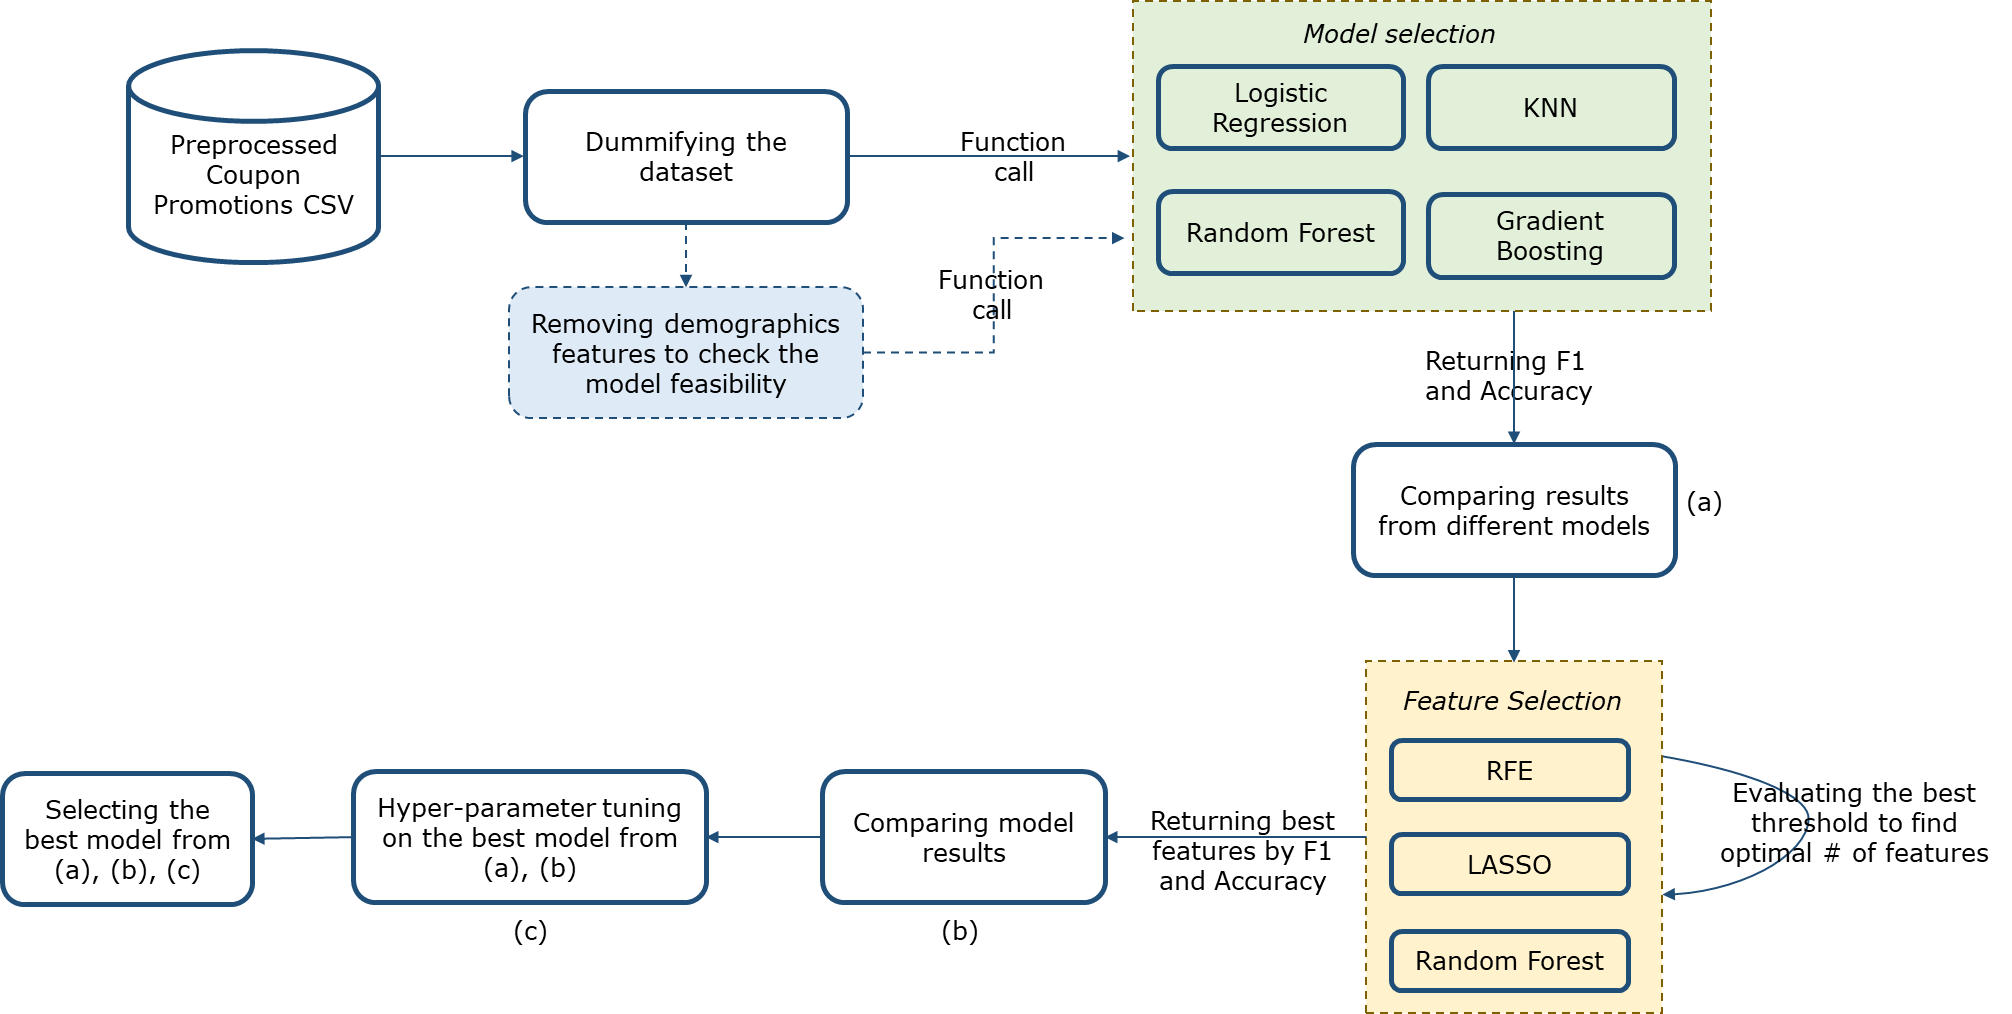 Preprocessed
Coupon
Promotions CSV
Dummifying the
dataset
Function
call
Model selection
Logistic
Regression
KNN
Random Forest
Gradient
Boosting
Removing demographics
features to check the
model feasibility
Function
call
Returning F1
and Accuracy
Comparing results
from different models
(a)
Feature Selection
RFE
LASSO
Random Forest
Evaluating the best
threshold to find
optimal # of features
Returning best
features by F1
and Accuracy
Comparing model
results
(b)
Hyper-parameter tuning
on the best model from
(a), (b)
(c)
Selecting the
best model from
(a), (b), (c)